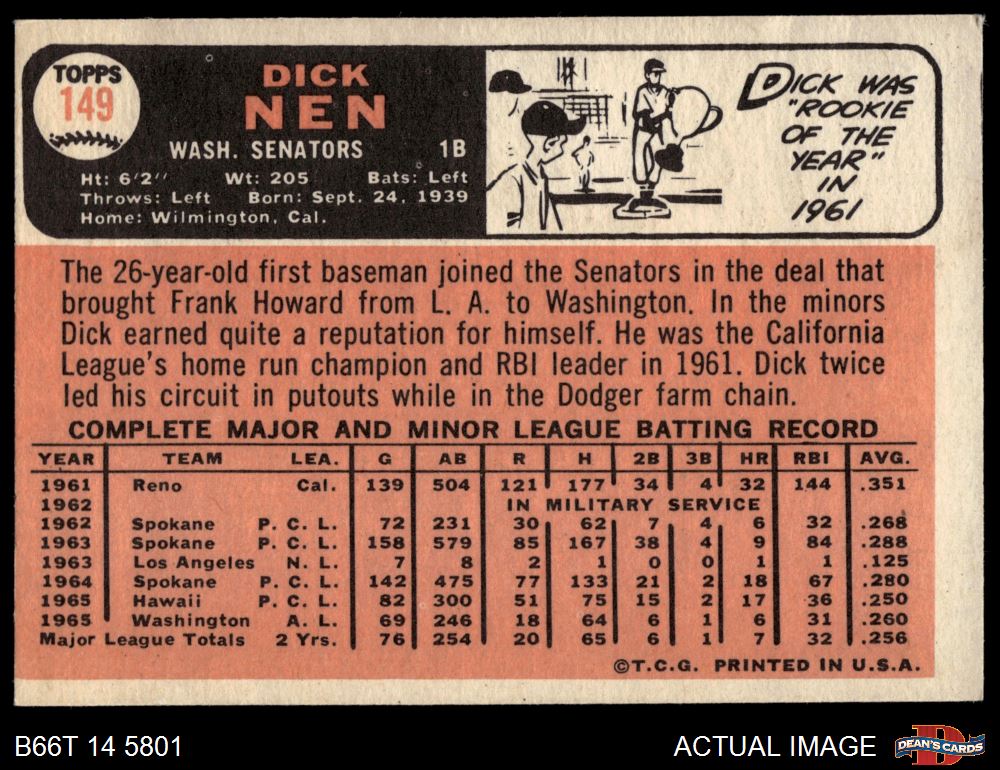 TOPPS
149
DICK
NEN
WASH. SENATORS 1B
Ht: 6'2" Wt: 205 Bats: Left
Throws: Left Born: Sept. 24, 1939
Home: Wilmington, Cal.
DICK WAS
"ROOKIE
OF THE
YEAR"
IN
1961
The 26-year-old first baseman joined the Senators in the deal that
brought Frank Howard from L. A. to Washington. In the minors
Dick earned quite a reputation for himself. He was the California
League's home run champion and RBI leader in 1961. Dick twice
led his circuit in putouts while in the Dodger farm chain.
COMPLETE MAJOR AND MINOR LEAGUE BATTING RECORD
YEAR TEAM LEA. G AB R H 2B 3B HR RBI AVG.
1961 Reno Cal. 139 504 121 177 34 4 32 144 .351
1962 IN MILITARY SERVICE
1962 Spokane P. C. L. 72 231 30 62 7 4 6 32 .268
1963 Spokane P. C. L. 158 579 85 167 38 4 9 84 .288
1963 Los Angeles N. L. 7 8 2 1 0 0 1 1 .125
1964 Spokane P. C. L. 142 475 77 133 21 2 18 67 .280
1965 Hawaii P. C. L. 82 300 51 75 15 2 17 36 .250
1965 Washington A. L. 69 246 18 64 6 1 6 31 .260
Major League Totals 2 Yrs. 76 254 20 65 6 1 7 32 .256
©T.C.G. PRINTED IN U.S.A.
B66T 14 5801
ACTUAL IMAGE
DEAN'S CARDS